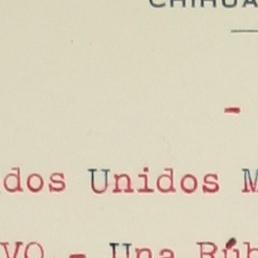 CHIHUA
-
dos Unidos M
VO - Una Rúb